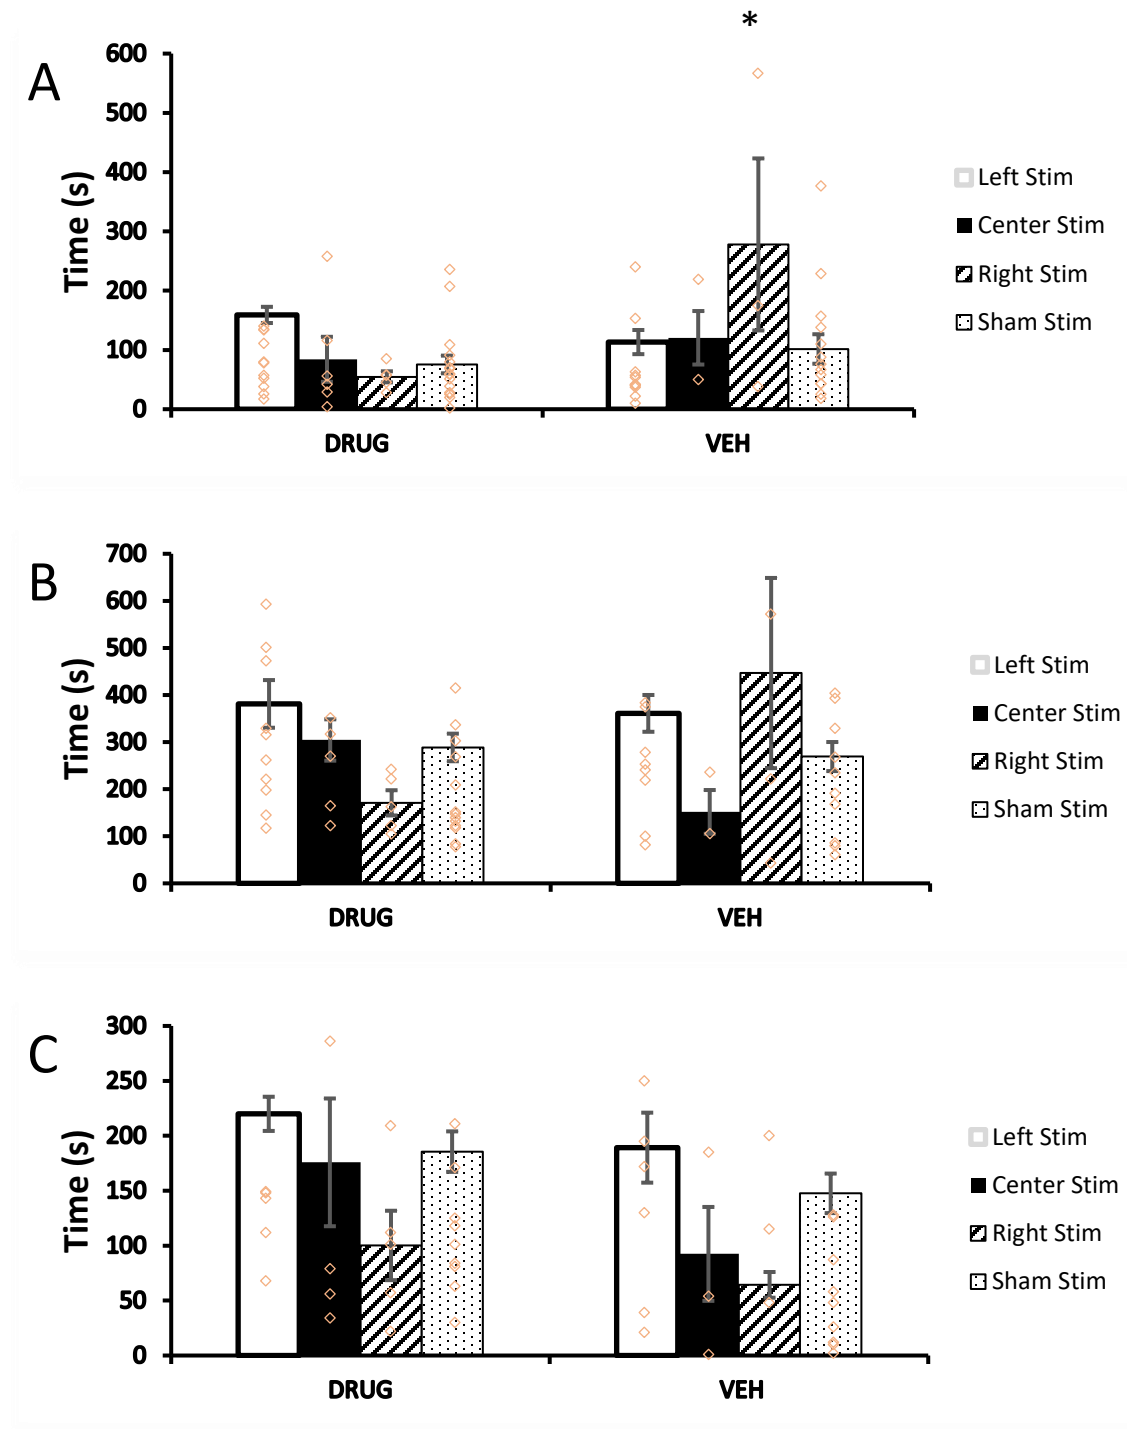 *
A
600
500
400
300
200
100
0
Time (s)
DRUG
VEH
Left Stim
Center Stim
Right Stim
Sham Stim
B
700
600
500
400
300
200
100
0
Time (s)
DRUG
VEH
Left Stim
Center Stim
Right Stim
Sham Stim
C
300
250
200
150
100
50
0
Time (s)
DRUG
VEH
Left Stim
Center Stim
Right Stim
Sham Stim